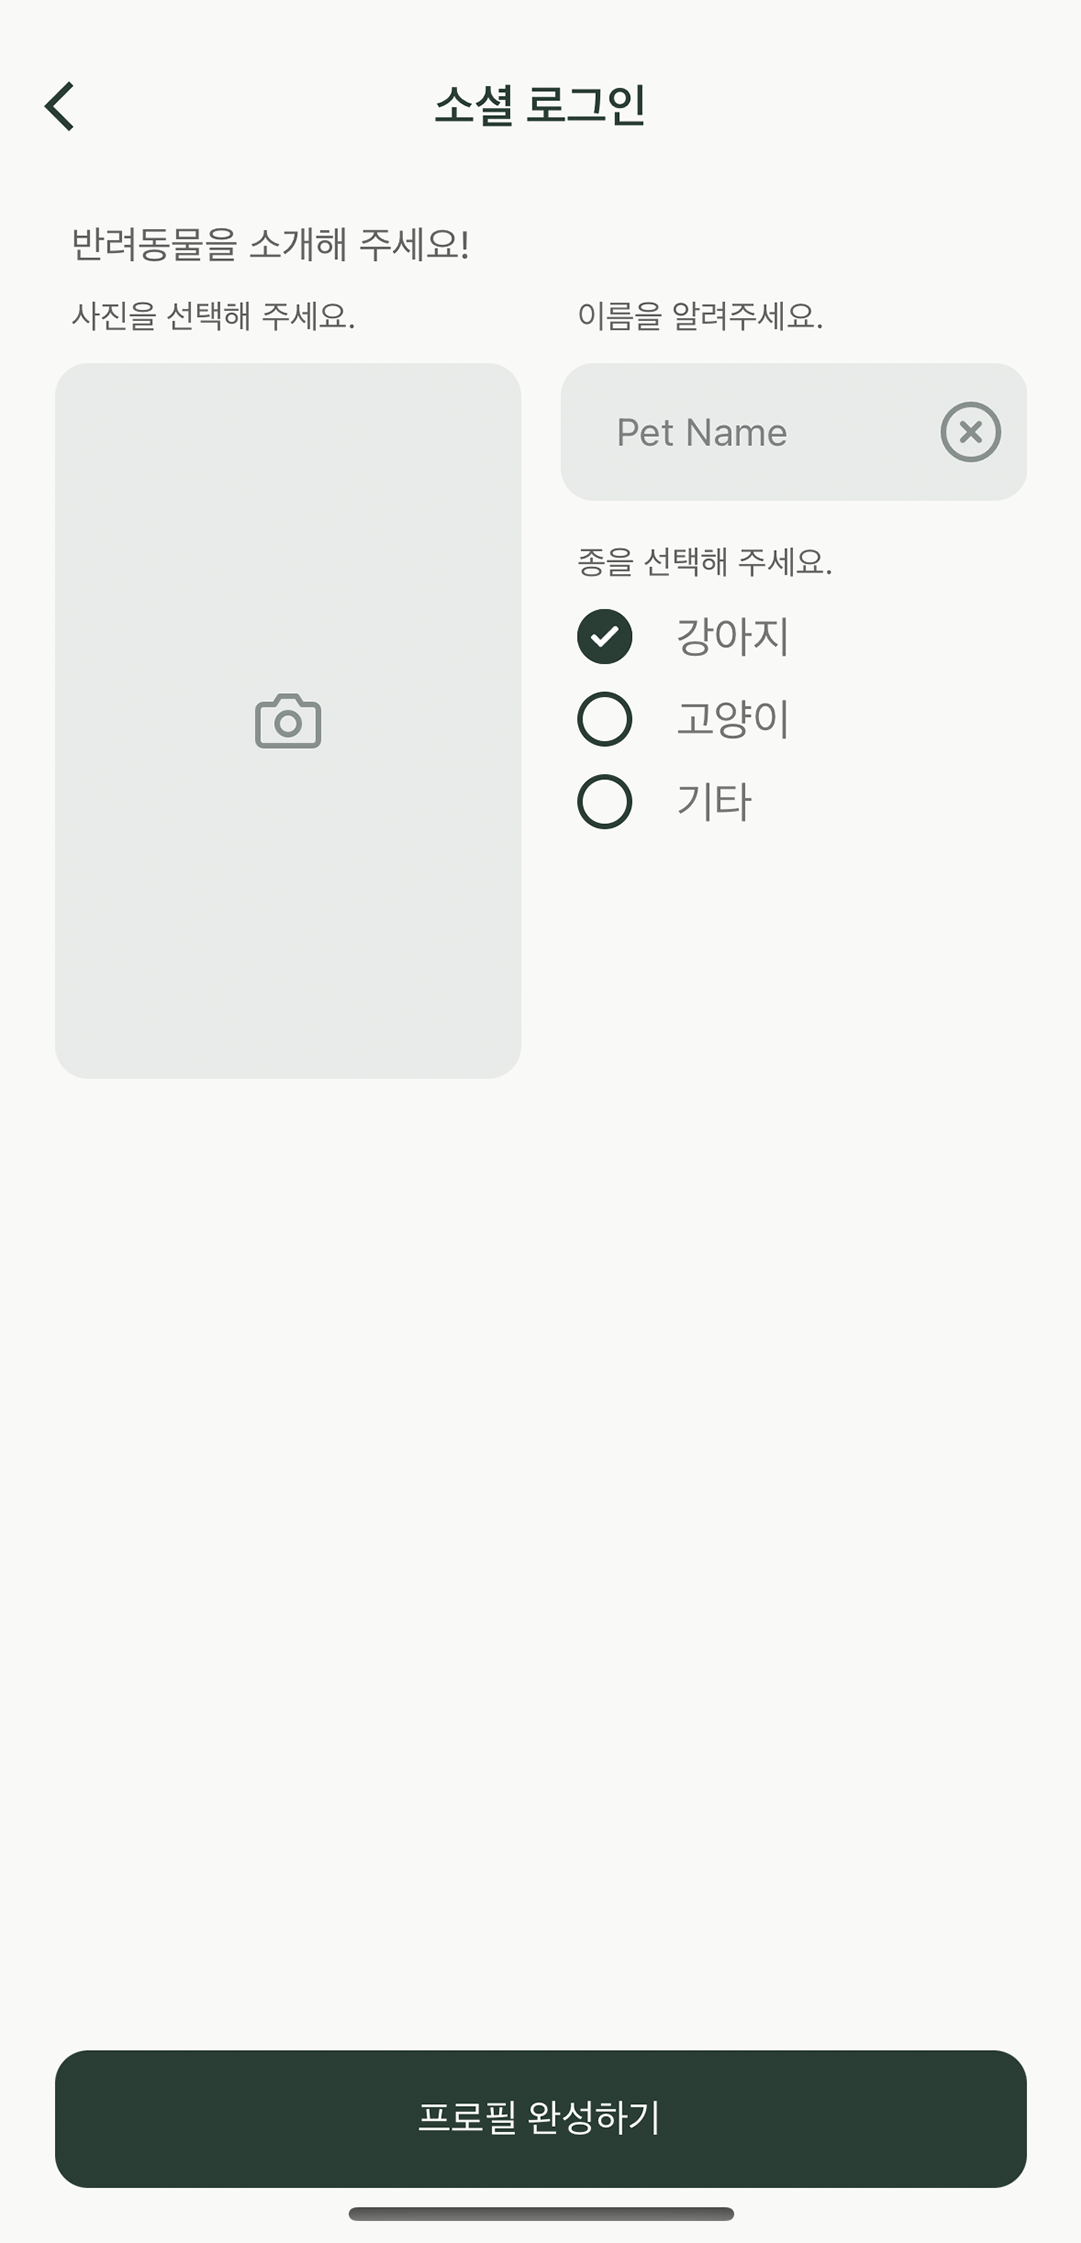 소셜 로그인
반려동물을 소개해 주세요!
사진을 선택해 주세요.
이름을 알려주세요.
Pet Name
종을 선택해 주세요.
강아지
고양이
기타
프로필 완성하기